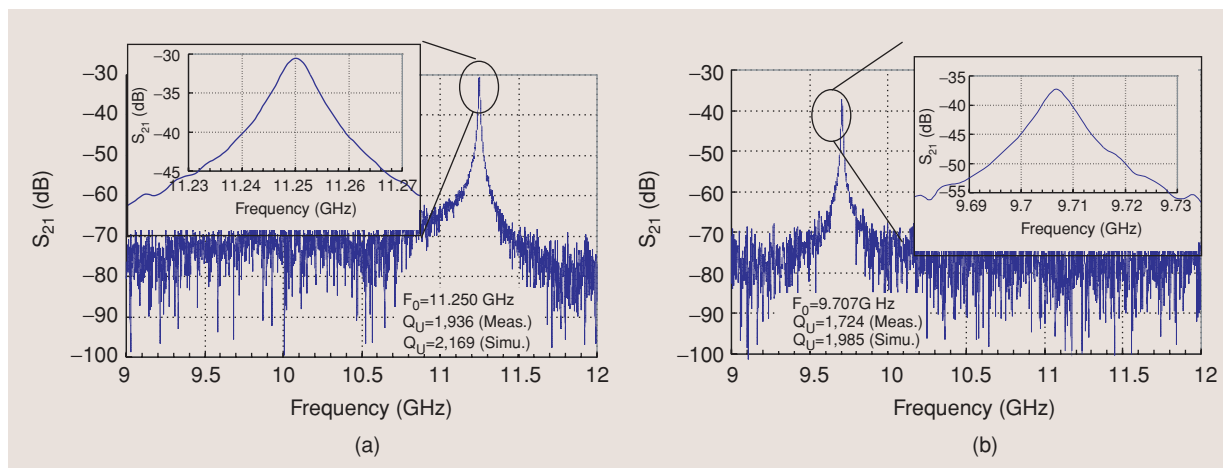 −30
−35
−40
−45
S21 (dB)
11.23 11.24 11.25 11.26 11.27
Frequency (GHz)
−30
−40
−50
−60
−70
−80
−90
−100
S21 (dB)
F0=11.250 GHz
QU=1,936 (Meas.)
QU=2,169 (Simu.)
9 9.5 10 10.5 11 11.5 12
Frequency (GHz)
(a)
−35
−40
−45
−50
−55
S21 (dB)
9.69 9.7 9.71 9.72 9.73
Frequency (GHz)
−30
−40
−50
−60
−70
−80
−90
−100
S21 (dB)
F0=9.707G Hz
QU=1,724 (Meas.)
QU=1,985 (Simu.)
9 9.5 10 10.5 11 11.5 12
Frequency (GHz)
(b)